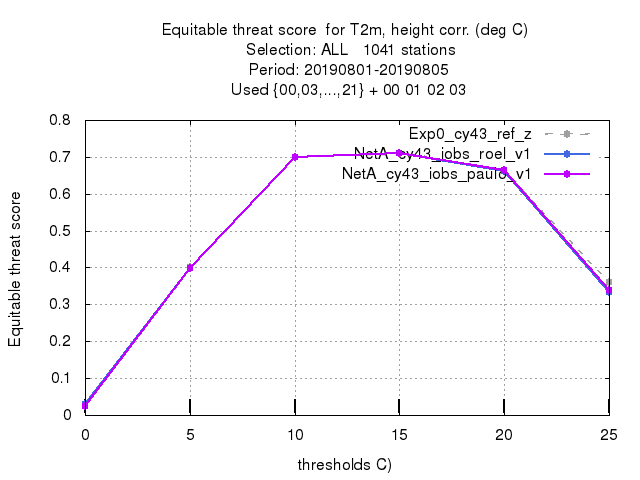 Equitable threat score  for T2m, height corr. (deg C)
Selection: ALL   1041 stations
Period: 20190801-20190805
Used {00,03,...,21} + 00 01 02 03
Exp0_cy43_ref_z
NetA_cy43_iobs_roel_v1
NetA_cy43_iobs_paulo_v1
Equitable threat score
0.8
0.7
0.6
0.5
0.4
0.3
0.2
0.1
0
0 5 10 15 20 25
thresholds C)